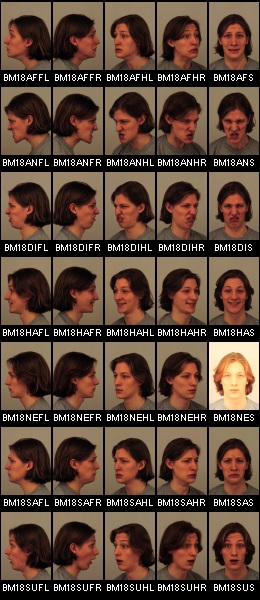 BM18AFFL BM18AFFR BM18AFHL BM18AFHR BM18AFS
BM18ANFL BM18ANFR BM18ANHL BM18ANHR BM18ANS
BM18DIFL BM18DIFR BM18DIHL BM18DIHR BM18DIS
BM18HAFL BM18HAFR BM18HAHL BM18HAHR BM18HAS
BM18NEFL BM18NEFR BM18NEHL BM18NEHR BM18NES
BM18SAFL BM18SAFR BM18SAHL BM18SAHR BM18SAS
BM18SUFL BM18SUFR BM18SUHL BM18SUHR BM18SUS